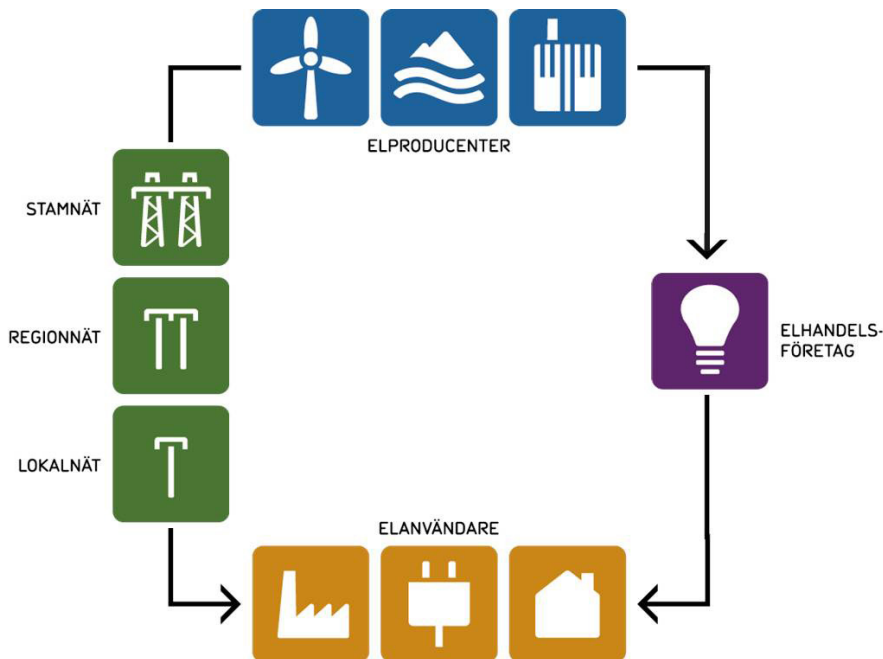 ELPRODUCENTER
STAMNÄT
REGIONNÄT
ELHANDELS-
FÖRETAG
LOKALNÄT
ELANVÄNDARE